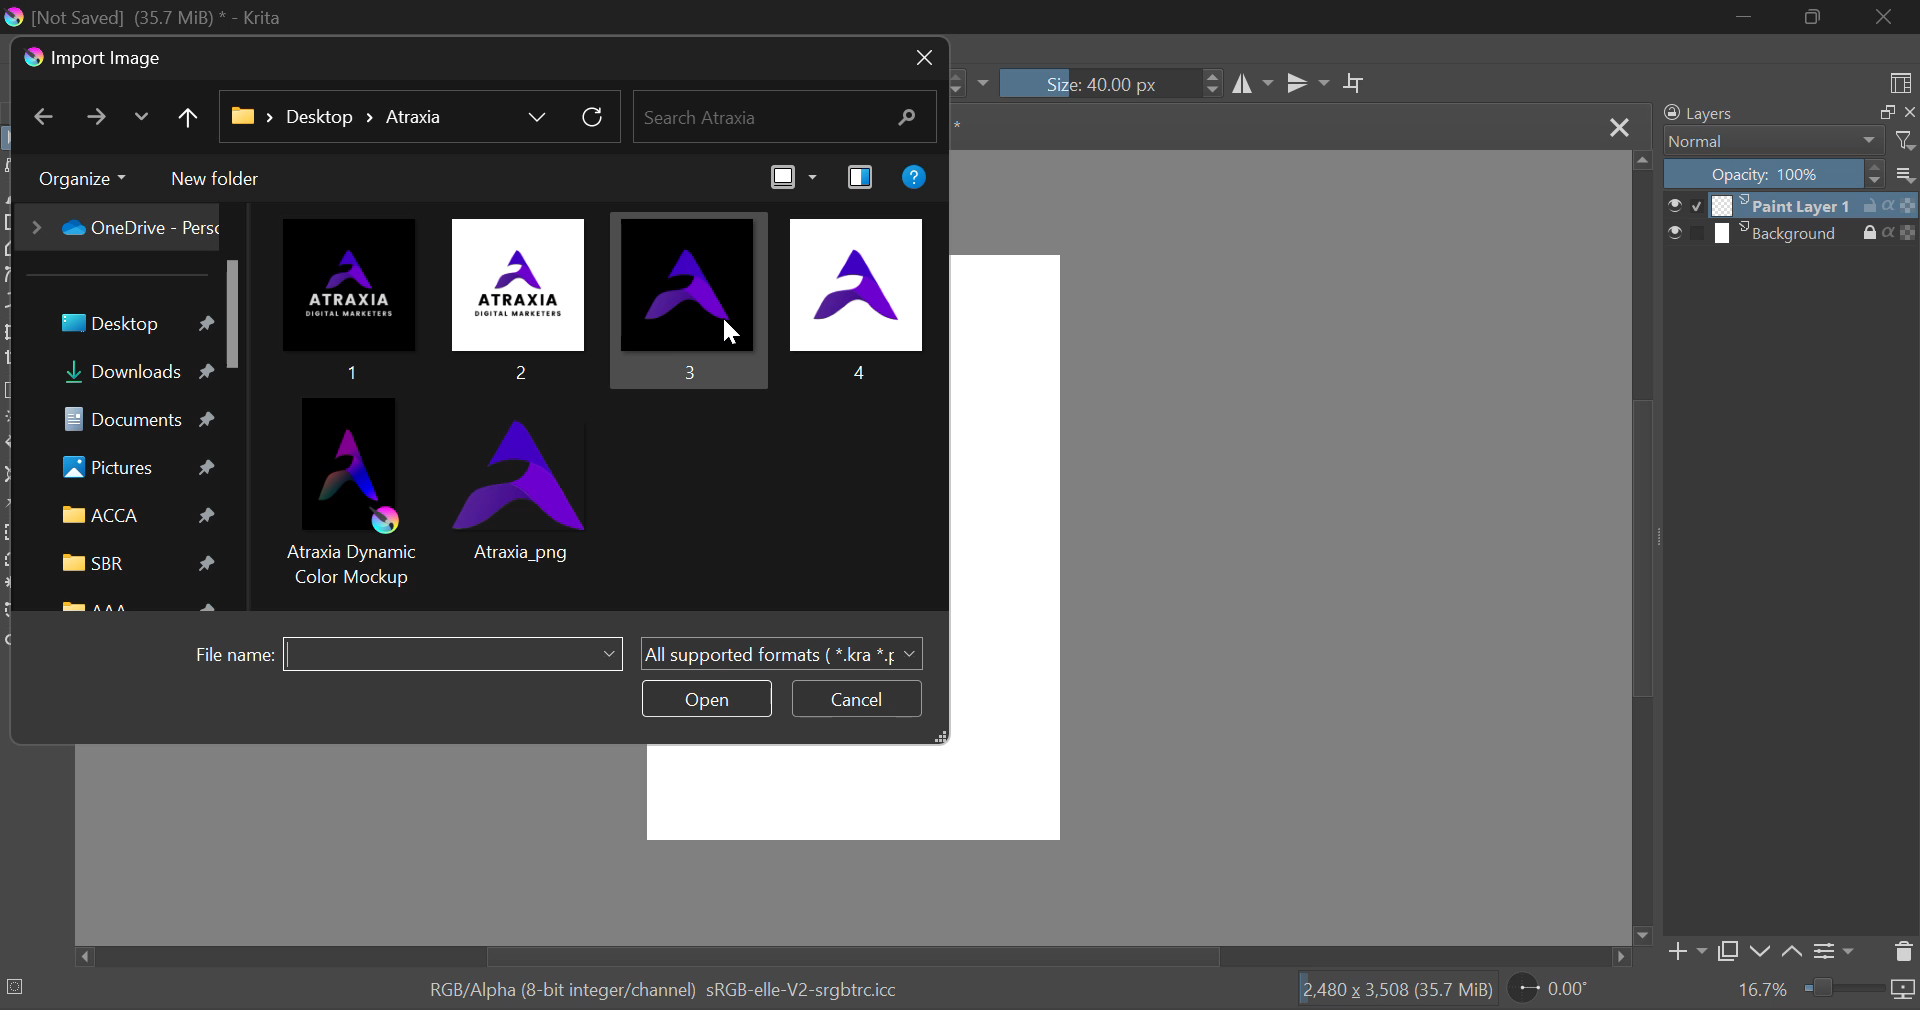 [Not Saved] (35.7 MiB) * - Krita
Import Image
Size: 40.00 px
Desktop › Atraxia
Search Atraxia
*
Layers
Normal
Organize
New folder
Opacity: 100%
Paint Layer 1
Background
OneDrive - Perso
Desktop
Downloads
Documents
Pictures
ACCA
SBR
AAA
ATRAXIA
DIGITAL MARKETERS
1
ATRAXIA
DIGITAL MARKETERS
2
3
4
Atraxia Dynamic
Color Mockup
Atraxia_png
File name:
All supported formats ( *.kra *.p
Open
Cancel
RGB/Alpha (8-bit integer/channel) sRGB-elle-V2-srgbtrc.icc
2,480 x 3,508 (35.7 MiB)
0.00°
16.7%